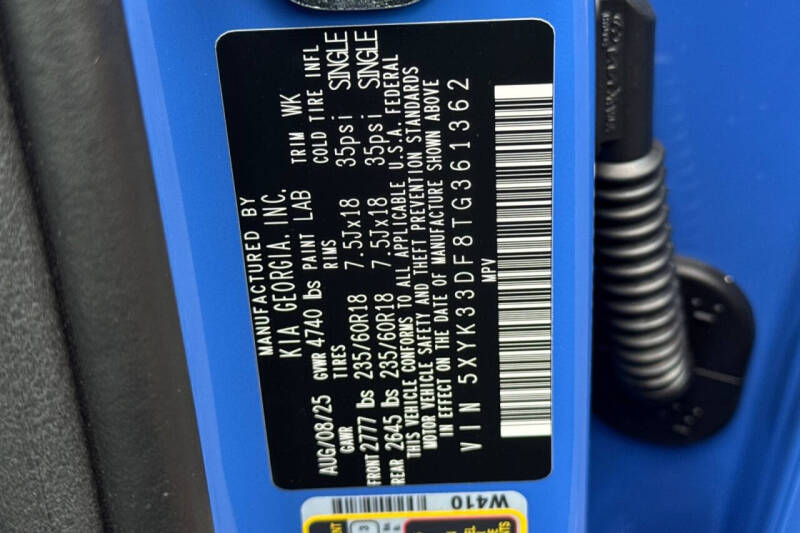 MANUFACTURED BY
KIA GEORGIA, INC.
AUG/08/25 GVWR 4740 lbs PAINT LAB TRIM WK
GAWR TIRES RIMS COLD TIRE INFL
FRONT 2777 lbs 235/60R18 7.5Jx18 35psi SINGLE
REAR 2645 lbs 235/60R18 7.5Jx18 35psi SINGLE
THIS VEHICLE CONFORMS TO ALL APPLICABLE U.S.A. FEDERAL
MOTOR VEHICLE SAFETY AND THEFT PREVENTION STANDARDS
IN EFFECT ON THE DATE OF MANUFACTURE SHOWN ABOVE
VIN 5XYK33DF8TG361362
MPV
W410